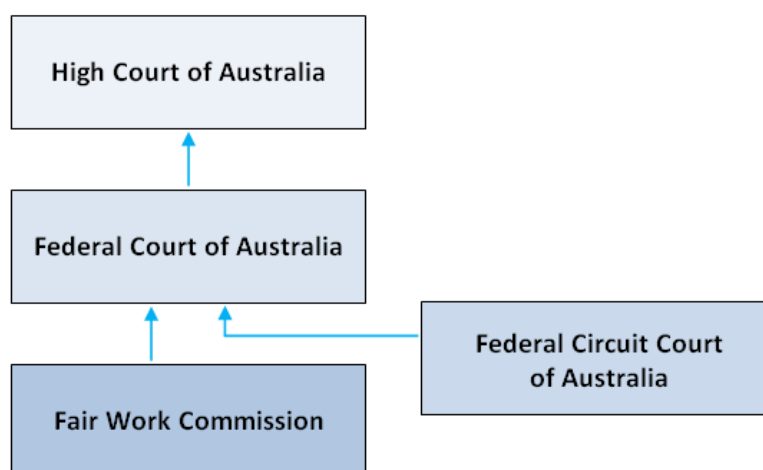 High Court of Australia
Federal Court of Australia
Federal Circuit Court
of Australia
Fair Work Commission